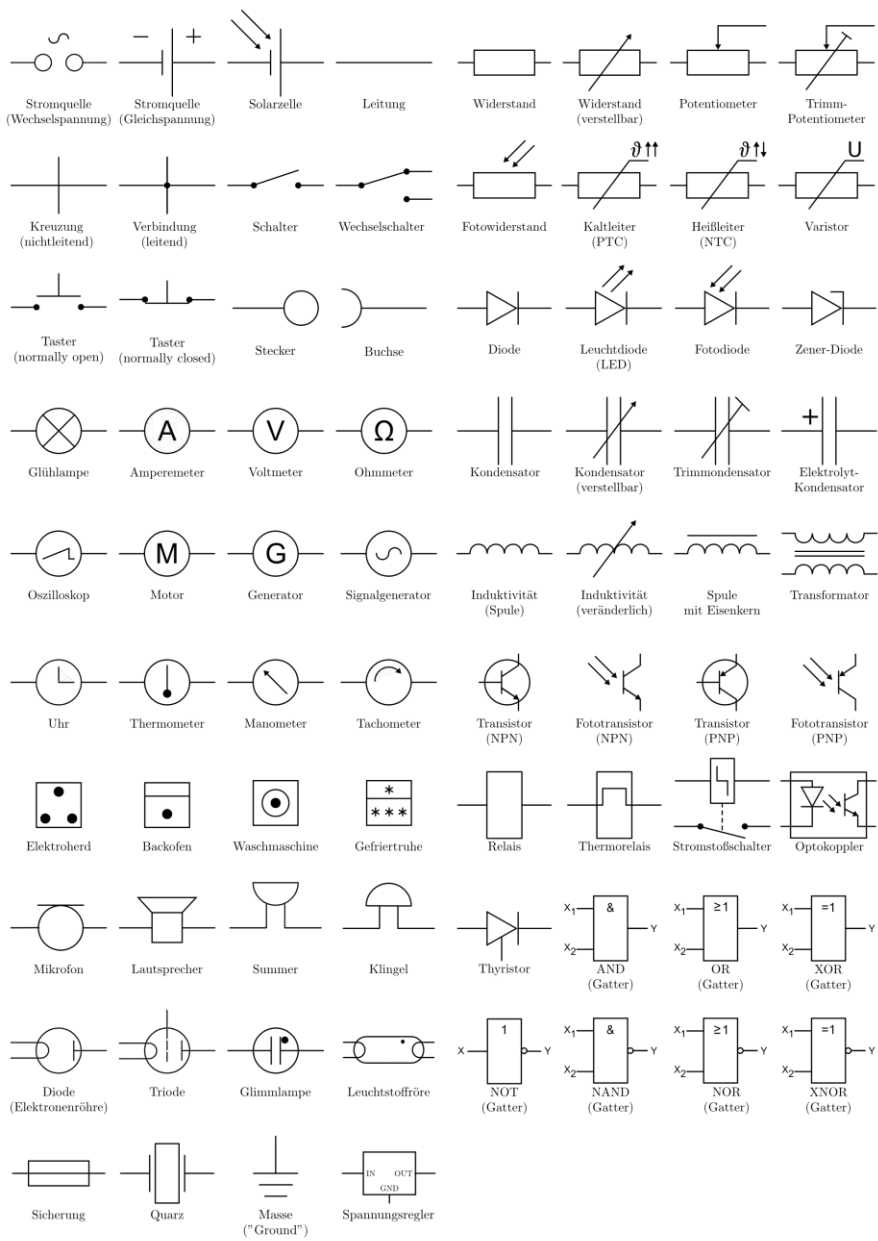 − +
Stromquelle
(Wechselspannung)
Stromquelle
(Gleichspannung)
Solarzelle
Leitung
Widerstand
Widerstand
(verstellbar)
Potentiometer
Trimm-
Potentiometer
Kreuzung
(nichtleitend)
Verbindung
(leitend)
Schalter
Wechselschalter
Fotowiderstand
ϑ
Kaltleiter
(PTC)
ϑ
Heißleiter
(NTC)
U
Varistor
Taster
(normally open)
Taster
(normally closed)
Stecker
Buchse
Diode
Leuchtdiode
(LED)
Fotodiode
Zener-Diode
Glühlampe
A
Amperemeter
V
Voltmeter
Ω
Ohmmeter
Kondensator
Kondensator
(verstellbar)
Trimmondensator
+
Elektrolyt-
Kondensator
Oszilloskop
M
Motor
G
Generator
Signalgenerator
Induktivität
(Spule)
Induktivität
(veränderlich)
Spule
mit Eisenkern
Transformator
Uhr
Thermometer
Manometer
Tachometer
Transistor
(NPN)
Fototransistor
(NPN)
Transistor
(PNP)
Fototransistor
(PNP)
Elektroherd
Backofen
Waschmaschine
*
***
Gefriertruhe
Relais
Thermorelais
Stromstoßschalter
Optokoppler
Mikrofon
Lautsprecher
Summer
Klingel
Thyristor
X1 & Y
X2
AND
(Gatter)
X1 ≥1 Y
X2
OR
(Gatter)
X1 =1 Y
X2
XOR
(Gatter)
Diode
(Elektronenröhre)
Triode
Glimmlampe
Leuchtstoffröre
1
X Y
NOT
(Gatter)
X1 & Y
X2
NAND
(Gatter)
X1 ≥1 Y
X2
NOR
(Gatter)
X1 =1 Y
X2
XNOR
(Gatter)
Sicherung
Quarz
Masse
("Ground")
IN OUT
GND
Spannungsregler